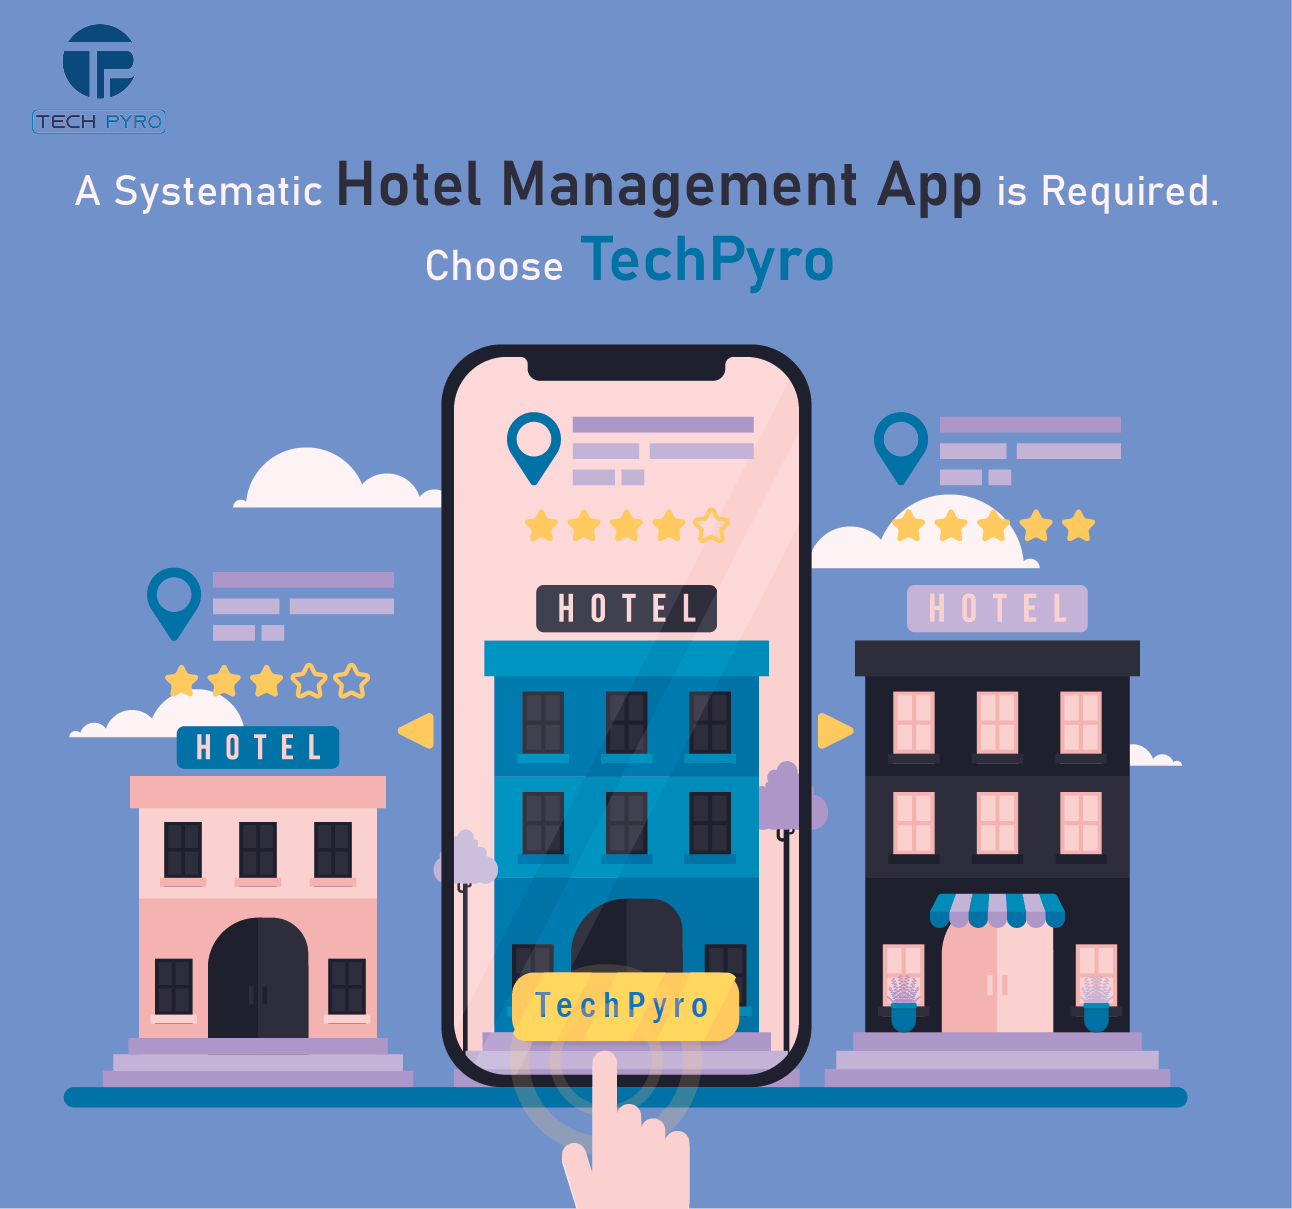 TECH PYRO
A Systematic Hotel Management App is Required.
Choose TechPyro
HOTEL
HOTEL
HOTEL
TechPyro